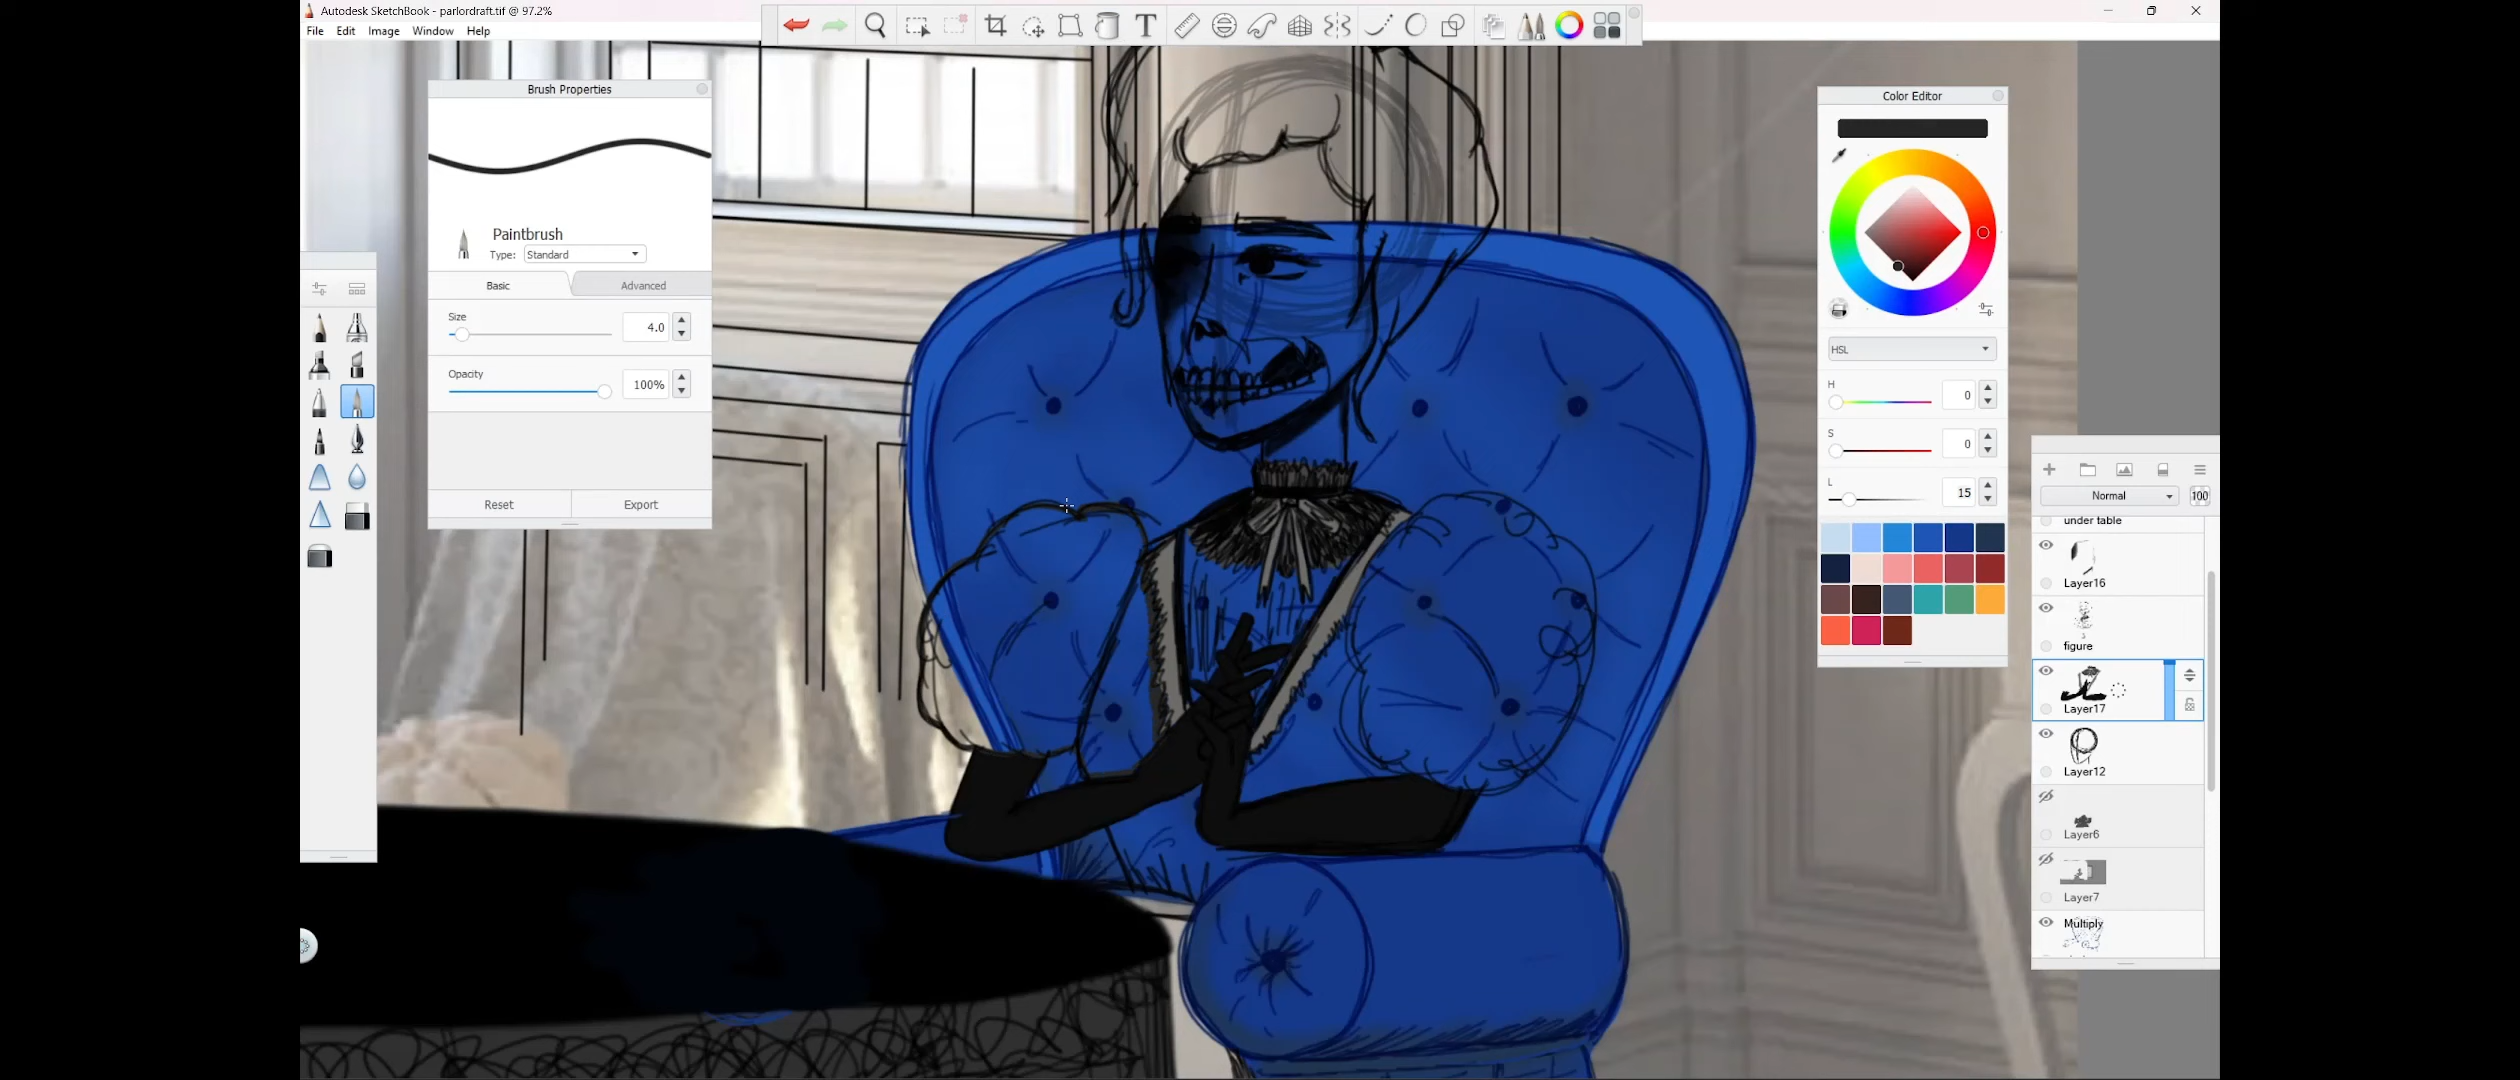 Autodesk SketchBook - parlordraft.tif @ 97.2%
File Edit Image Window Help
Brush Properties
Paintbrush
Type: Standard
Basic Advanced
Size
4.0
Opacity
100%
Reset Export
Color Editor
HSL
H
0
S
0
L
15
Normal 100
under table
Layer16
figure
Layer17
Layer12
Layer6
Layer7
Multiply